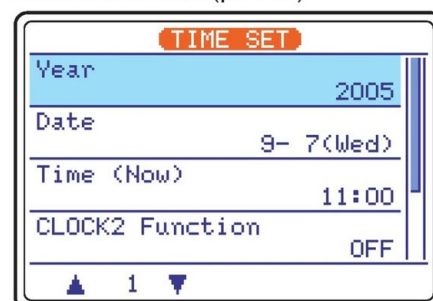 TIME SET
Year
2005
Date
9- 7(Wed)
Time (Now)
11:00
CLOCK2 Function
OFF
▲ 1 ▼